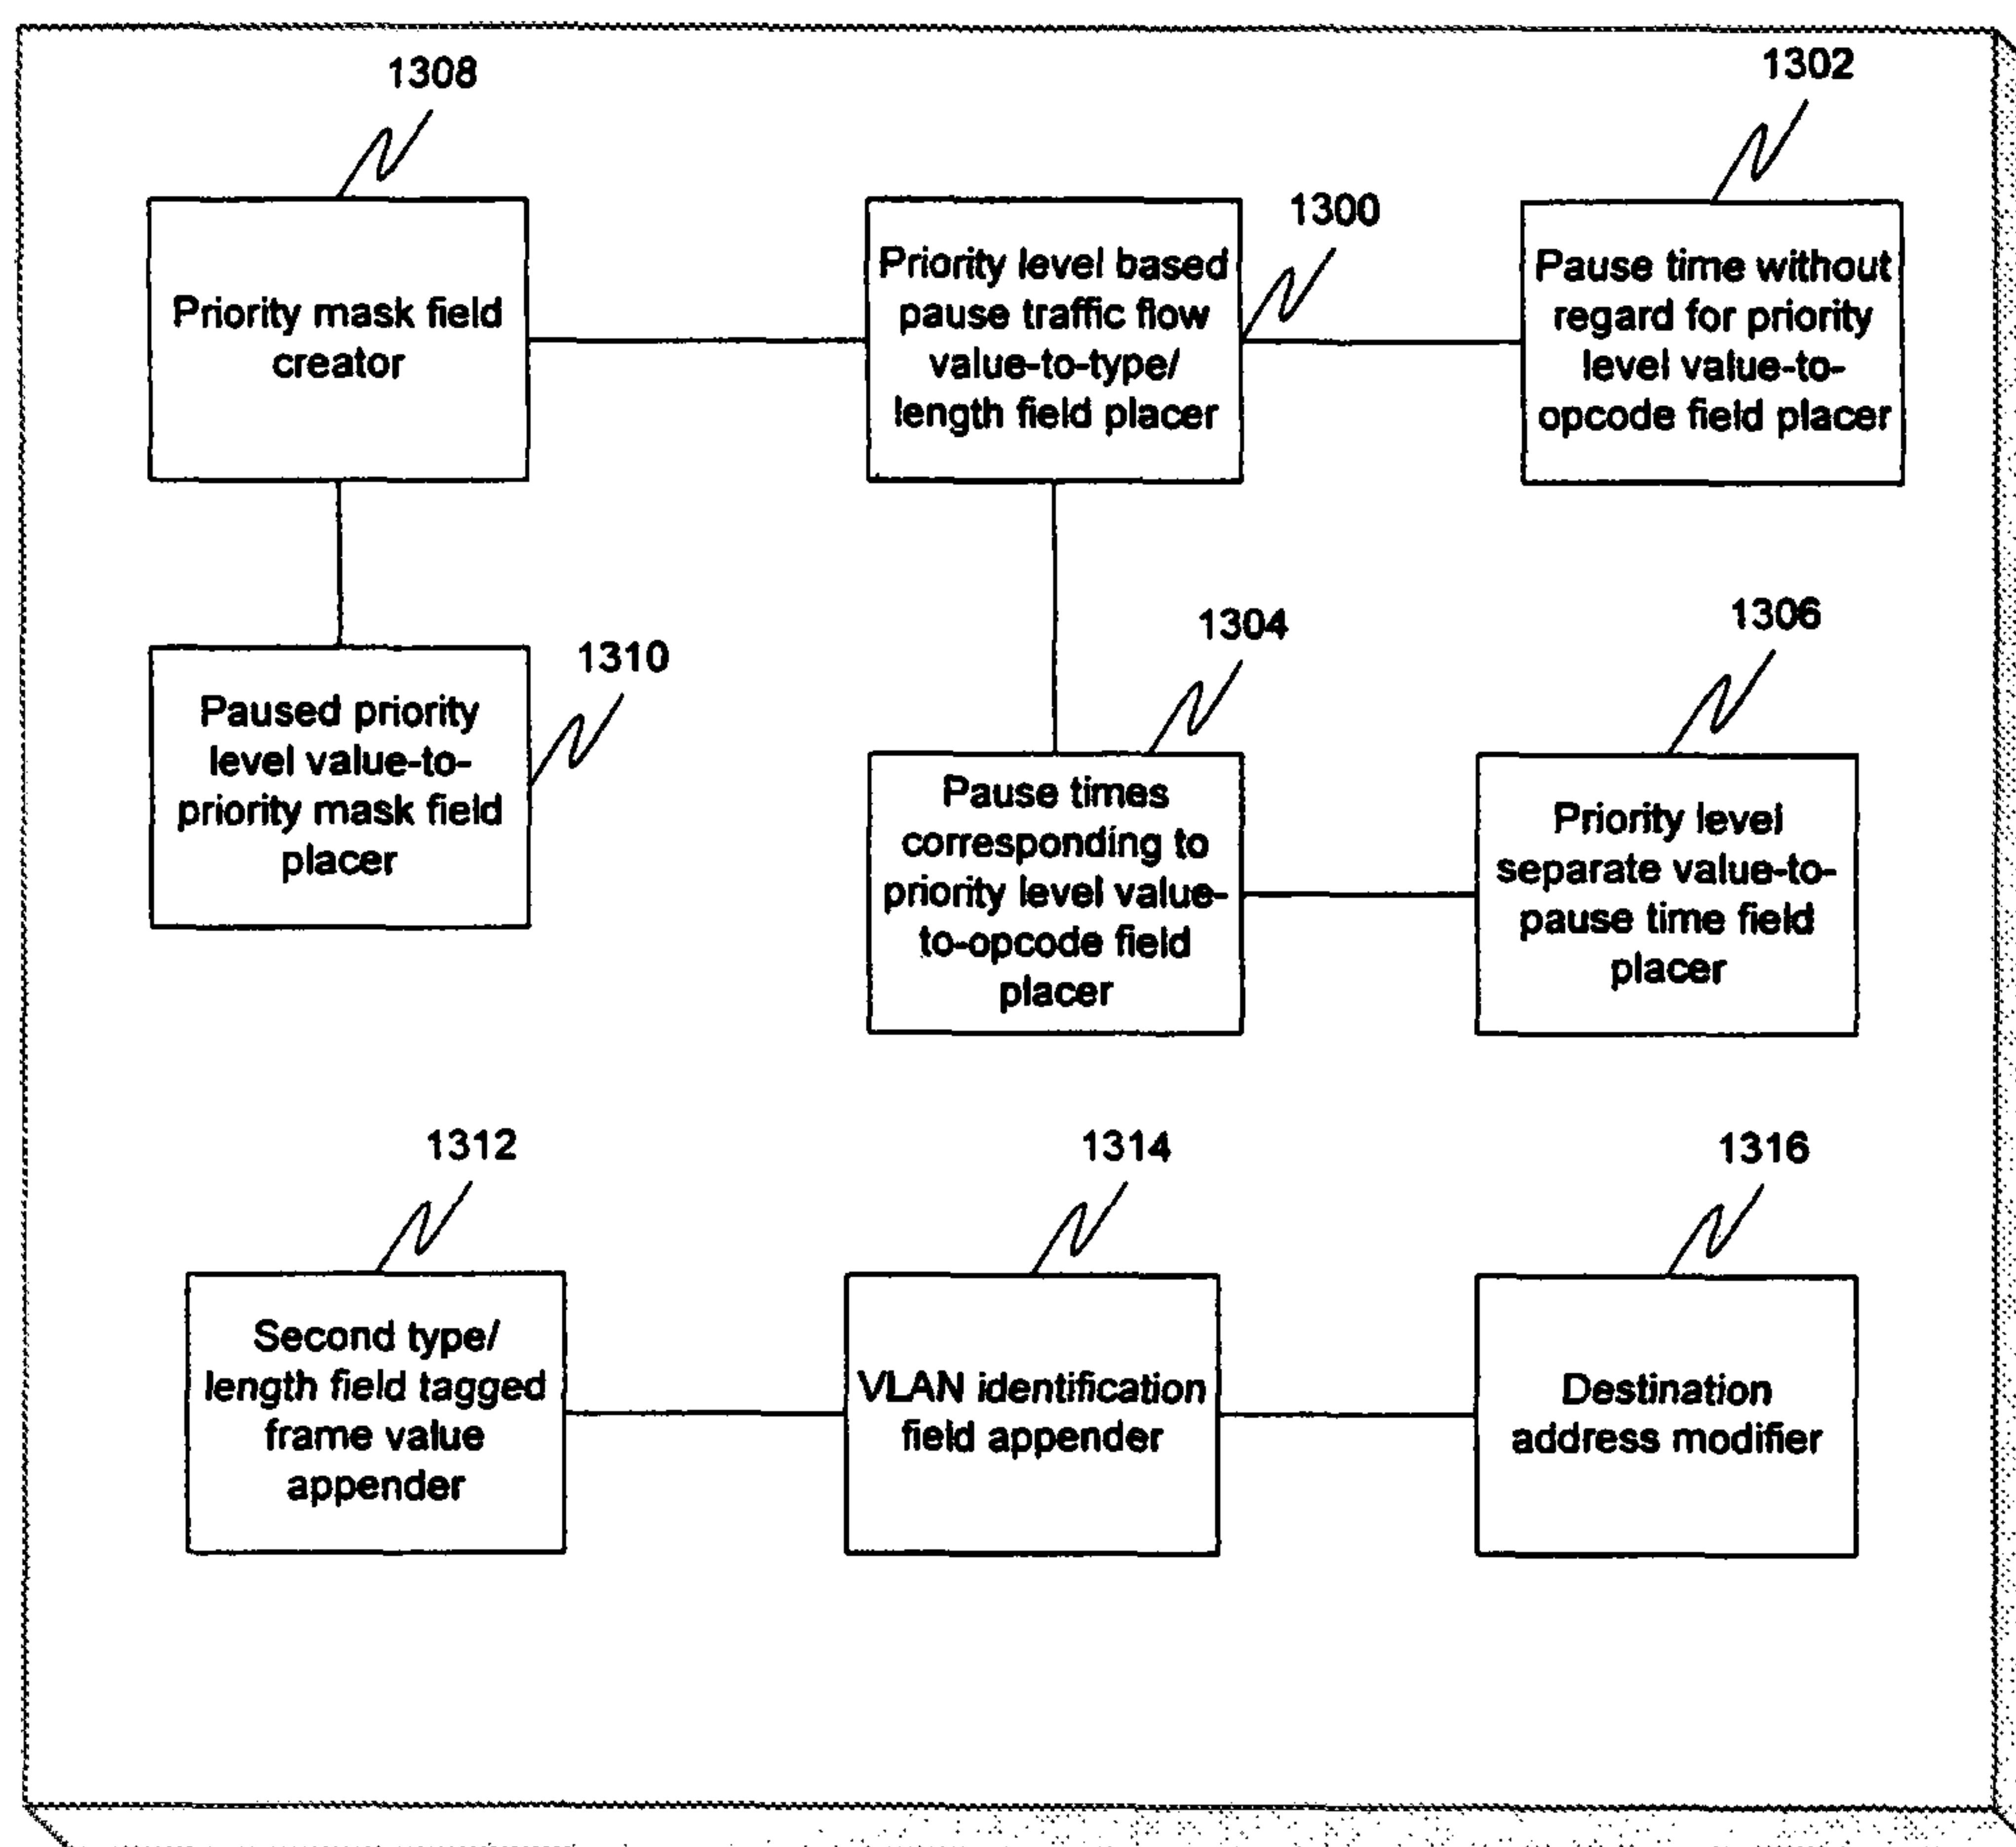 1308
1302
1300
Priority mask field
creator
Priority level based
pause traffic flow
value-to-type/
length field placer
Pause time without
regard for priority
level value-to-
opcode field placer
1310
1304
1306
Paused priority
level value-to-
priority mask field
placer
Pause times
corresponding to
priority level value-
to-opcode field
placer
Priority level
separate value-to-
pause time field
placer
1312
1314
1316
Second type/
length field tagged
frame value
appender
VLAN identification
field appender
Destination
address modifier